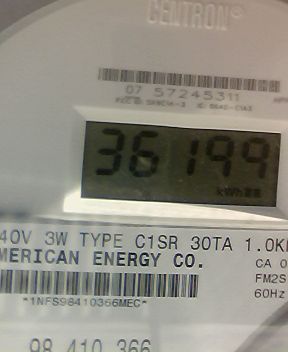 CENTRON®
07 57245311
36199
kWh
40V 3W TYPE C1SR 30TA 1.0K
MERICAN ENERGY CO.
CA 0
FM2S
60Hz
*1NFS98410366MEC*
98 410 366